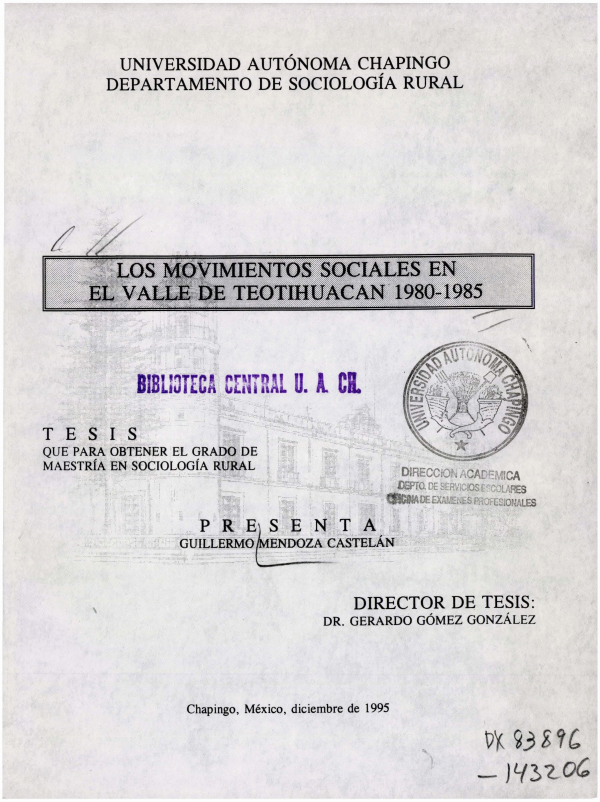 UNIVERSIDAD AUTÓNOMA CHAPINGO
DEPARTAMENTO DE SOCIOLOGÍA RURAL
LOS MOVIMIENTOS SOCIALES EN
EL VALLE DE TEOTIHUACAN 1980-1985
BIBLIOTECA CENTRAL U. A. CH.
UNIVERSIDAD AUTONOMA CHAPINGO
DIRECCION ACADEMICA
DEPTO. DE SERVICIOS ESCOLARES
OFICINA DE EXAMENES PROFESIONALES
T E S I S
QUE PARA OBTENER EL GRADO DE
MAESTRÍA EN SOCIOLOGÍA RURAL
P R E S E N T A
GUILLERMO MENDOZA CASTELÁN
DIRECTOR DE TESIS:
DR. GERARDO GÓMEZ GONZÁLEZ
Chapingo, México, diciembre de 1995
DX 83896
- 143206